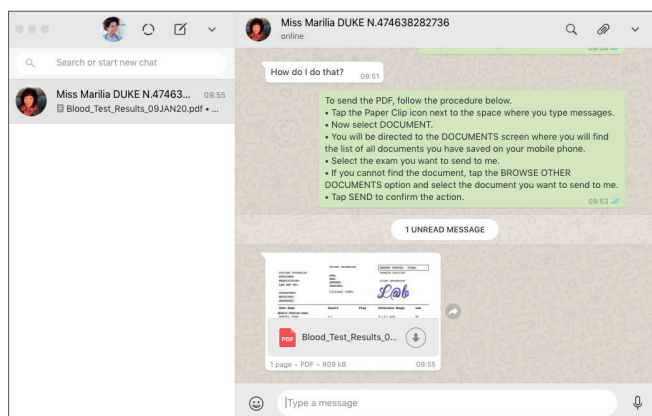 Miss Marilia DUKE N.474638282736
online
Search or start new chat
Miss Marilia DUKE N.47463... 09:55
Blood_Test_Results_09JAN20.pdf • ...
How do I do that? 09:51
To send the PDF, follow the procedure below.
• Tap the Paper Clip icon next to the space where you type messages.
• Now select DOCUMENT.
• You will be directed to the DOCUMENTS screen where you will find
the list of all documents you have saved on your mobile phone.
• Select the exam you want to send to me.
• If you cannot find the document, tap the BROWSE OTHER
DOCUMENTS option and select the document you want to send to me.
• Tap SEND to confirm the action.
09:53
1 UNREAD MESSAGE
L@b
PDF Blood_Test_Results_0...
1 page • PDF • 809 kB 09:55
Type a message